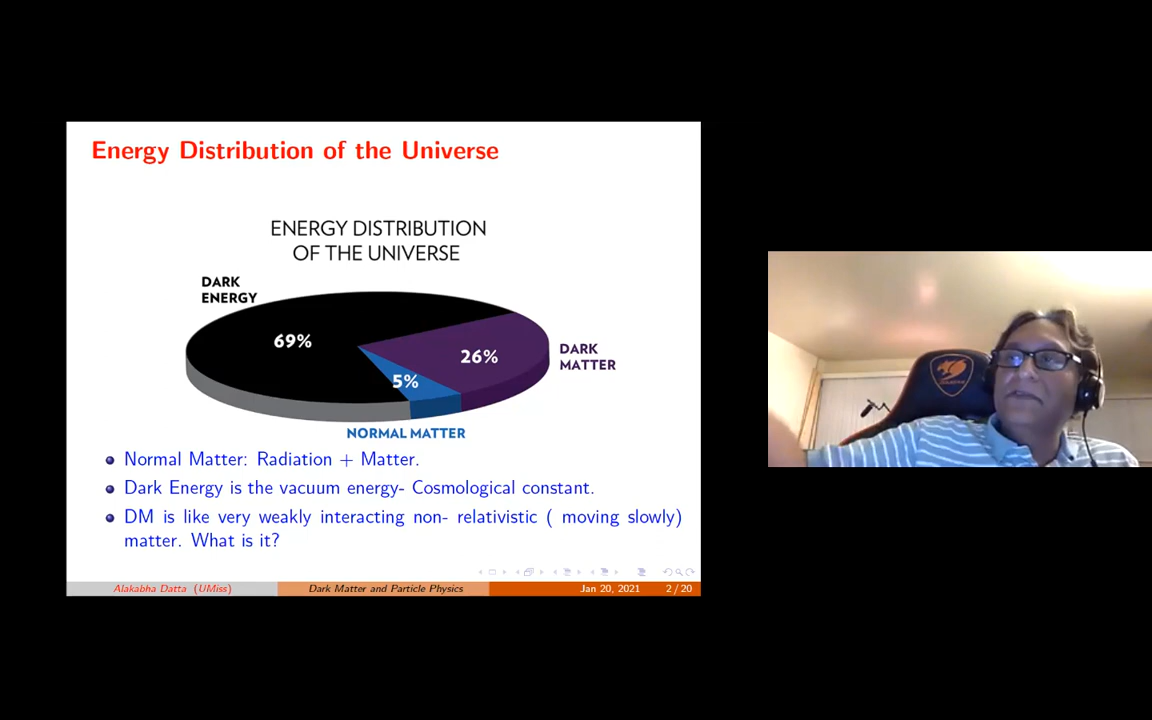 Energy Distribution of the Universe
ENERGY DISTRIBUTION
OF THE UNIVERSE
DARK
ENERGY
69%
26%
DARK
MATTER
5%
NORMAL MATTER
Normal Matter: Radiation + Matter.
Dark Energy is the vacuum energy- Cosmological constant.
DM is like very weakly interacting non- relativistic ( moving slowly)
matter. What is it?
Alakabha Datta (UMiss) Dark Matter and Particle Physics Jan 20, 2021 2 / 20